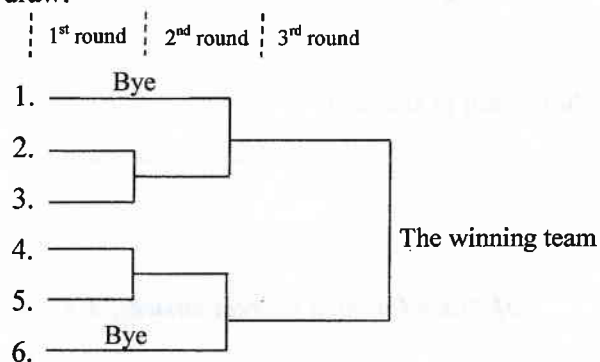 draw.
1st round 2nd round 3rd round
Bye
1.
2.
3.
4.
The winning team
5.
Bye
6.